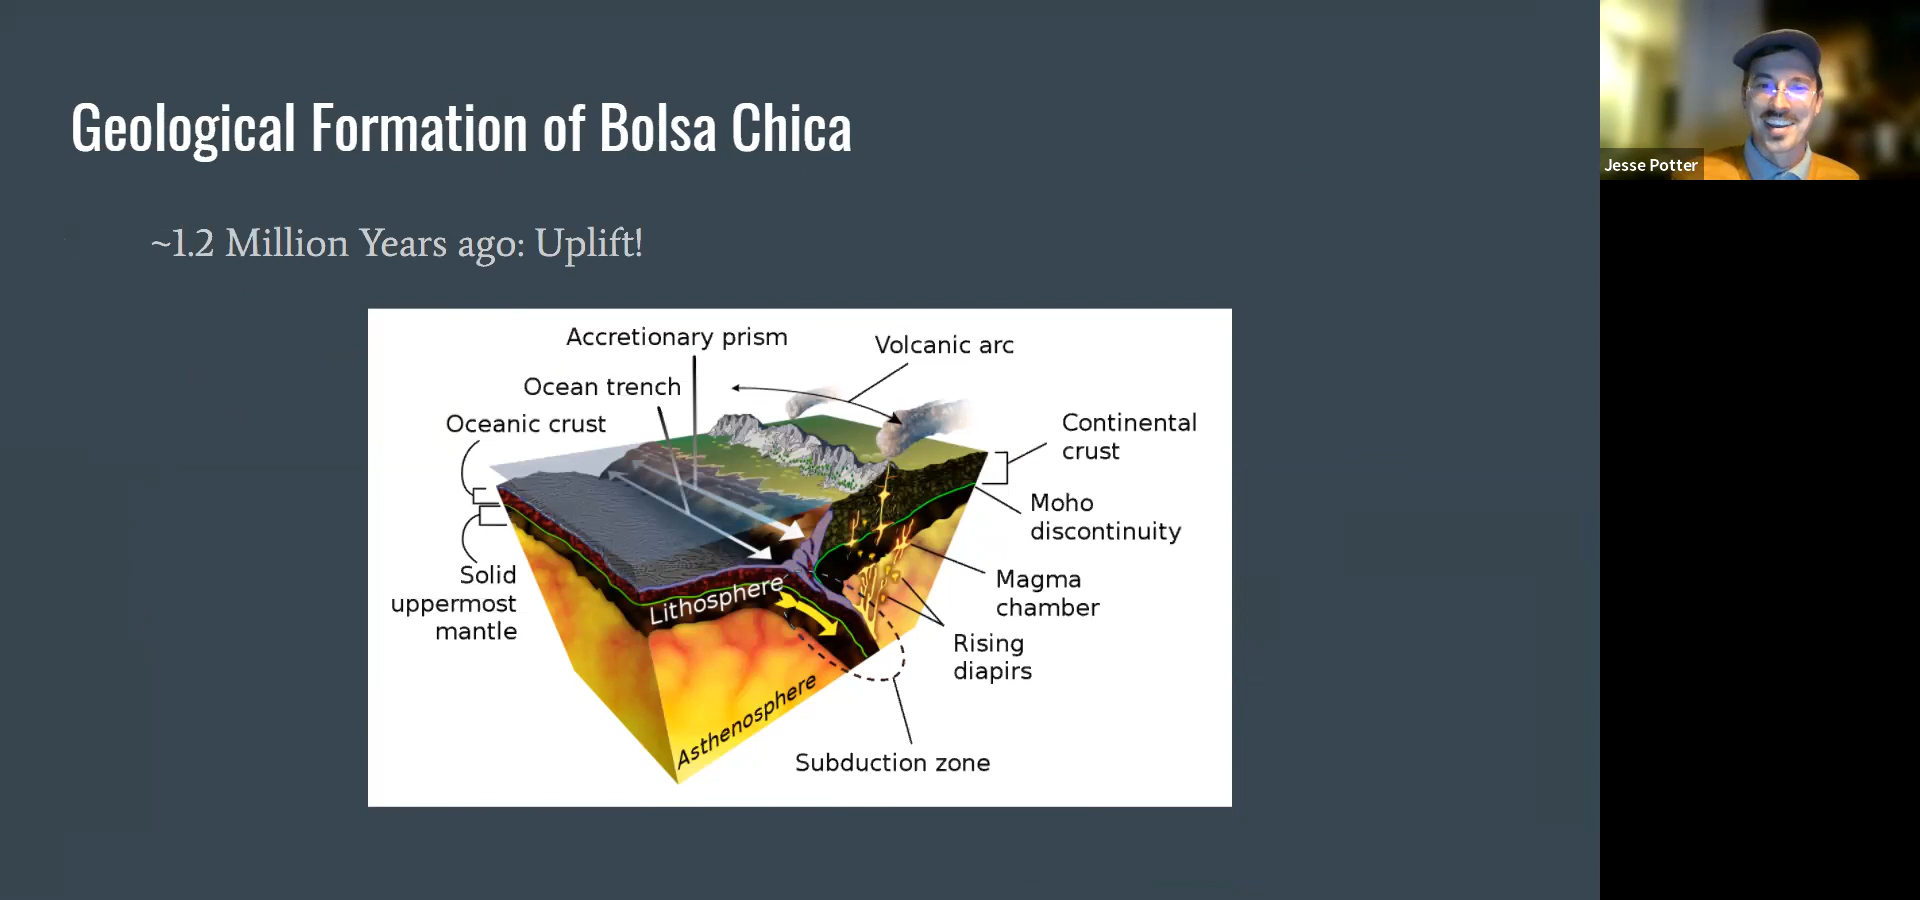 Geological Formation of Bolsa Chica
Jesse Potter
~1.2 Million Years ago: Uplift!
Accretionary prism
Volcanic arc
Ocean trench
Oceanic crust
Continental
crust
Moho
discontinuity
Solid
uppermost
mantle
Lithosphere
Magma
chamber
Rising
diapirs
Asthenosphere
Subduction zone